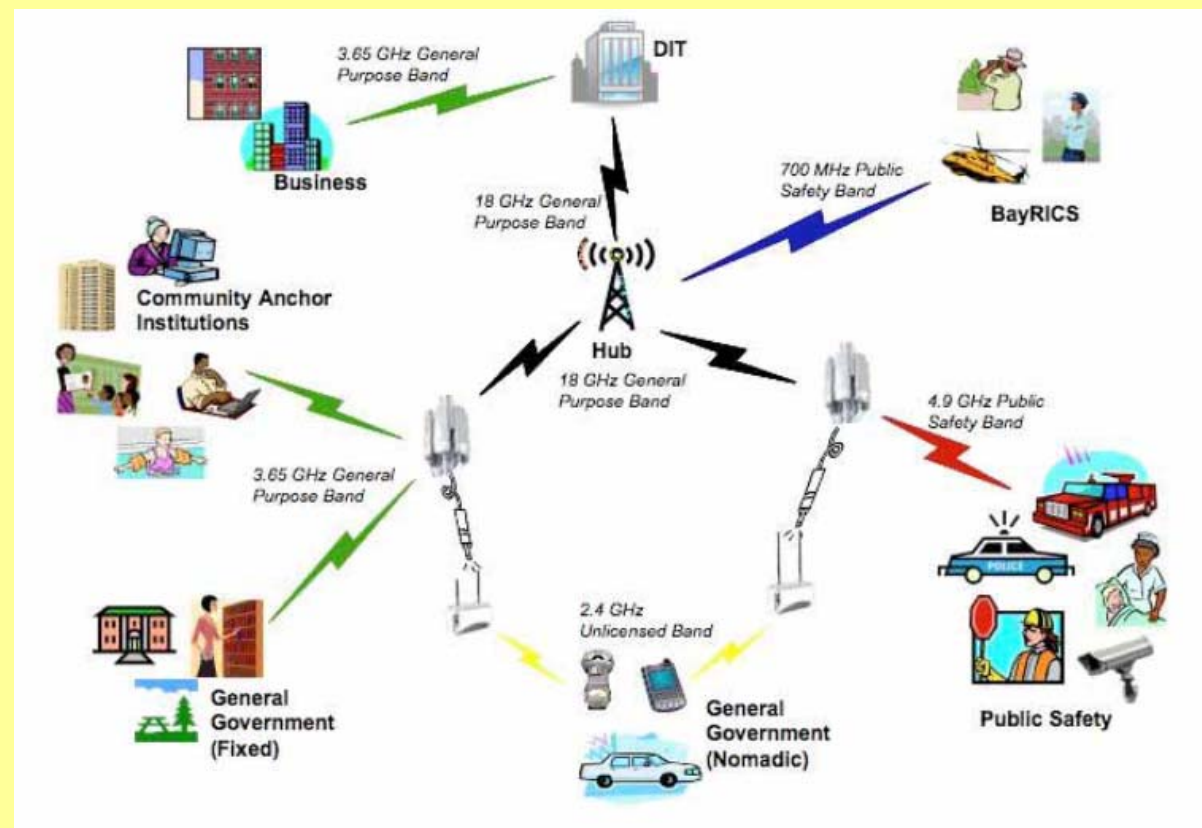 3.65 GHz General
Purpose Band
DIT
Business
18 GHz General
Purpose Band
700 MHz Public
Safety Band
BayRICS
Community Anchor
Institutions
Hub
18 GHz General
Purpose Band
4.9 GHz Public
Safety Band
3.65 GHz General
Purpose Band
POLICE
2.4 GHz
Unlicensed Band
General
Government
(Fixed)
General
Government
(Nomadic)
Public Safety